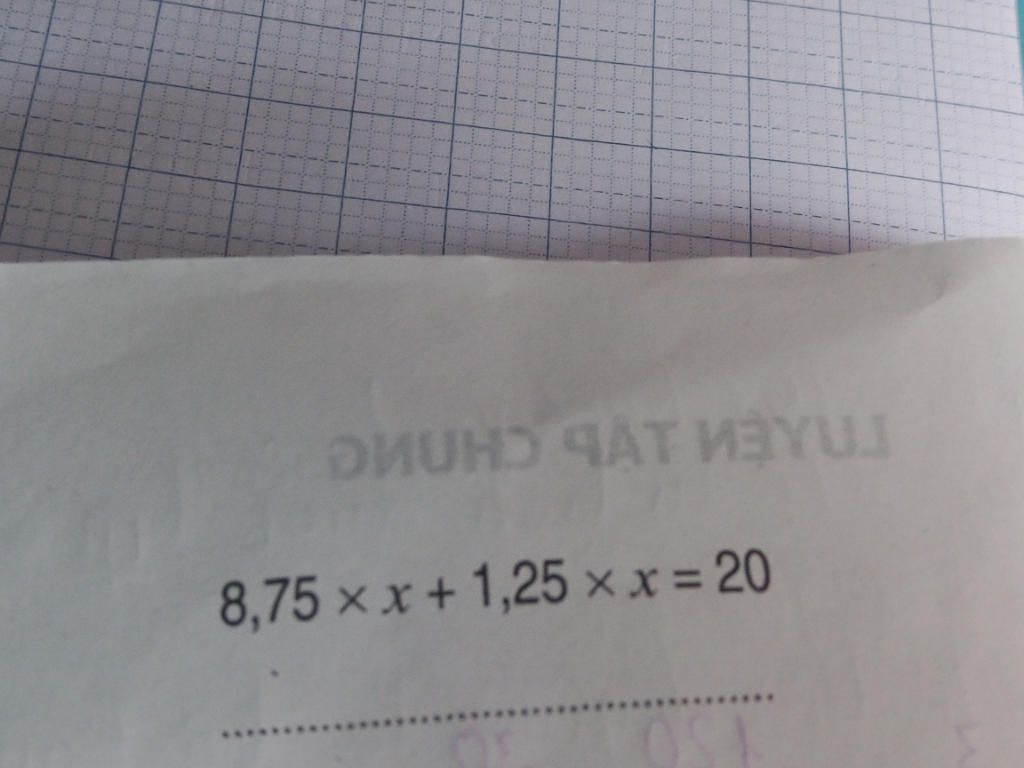 LUYỆN TẬP CHUNG
8,75 × x + 1,25 × x = 20